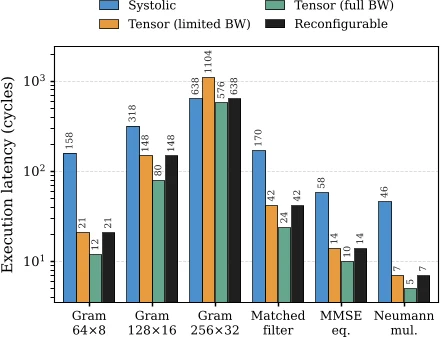 Systolic
Tensor (limited BW)
Tensor (full BW)
Reconfigurable
Execution latency (cycles)
10³
10²
10¹
158
21
12
21
318
148
80
148
638
1104
576
638
170
42
24
42
58
14
10
14
46
7
5
7
Gram
64×8
Gram
128×16
Gram
256×32
Matched
filter
MMSE
eq.
Neumann
mul.